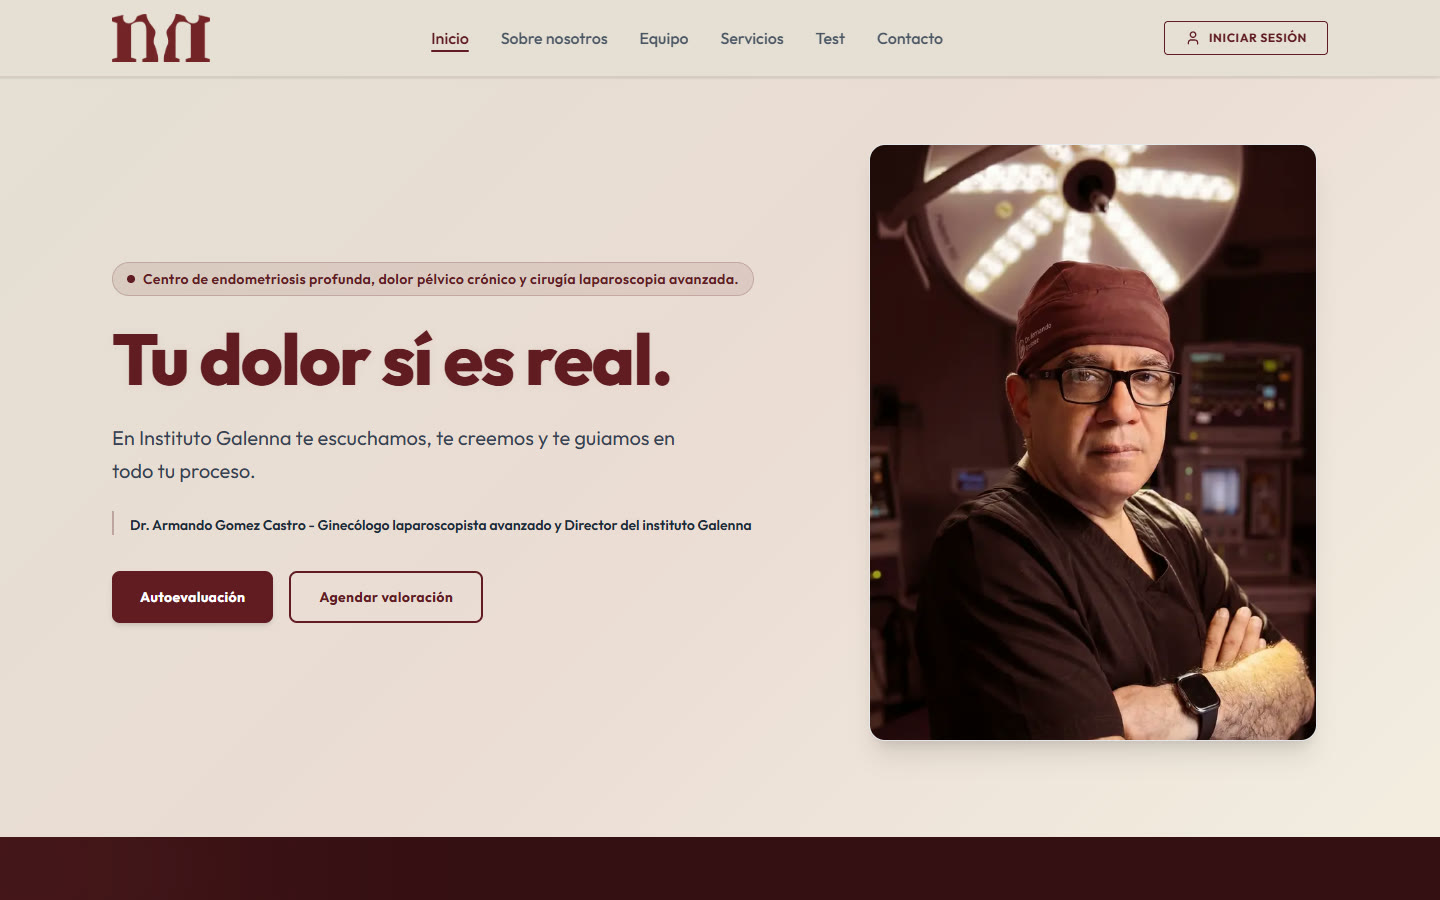 Inicio
Sobre nosotros
Equipo
Servicios
Test
Contacto
INICIAR SESIÓN
Centro de endometriosis profunda, dolor pélvico crónico y cirugía laparoscopia avanzada.
Tu dolor sí es real.
En Instituto Galenna te escuchamos, te creemos y te guiamos en
todo tu proceso.
Dr. Armando Gomez Castro - Ginecólogo laparoscopista avanzado y Director del instituto Galenna
Autoevaluación
Agendar valoración